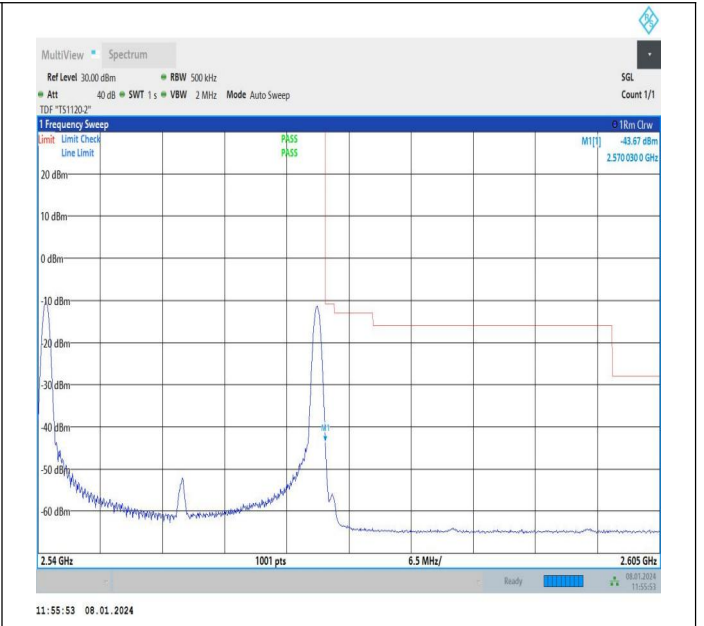 R S
MultiView Spectrum
Ref Level 30.00 dBm RBW 500 kHz SGL
Att 40 dB SWT 1 s VBW 2 MHz Mode Auto Sweep Count 1/1
TDF "TS1120-2"
1 Frequency Sweep 1Rm Clrw
Limit Limit Check PASS M1[1] -43.67 dBm
Line Limit PASS 2.570 030 0 GHz
20 dBm
10 dBm
0 dBm
-10 dBm
-20 dBm
-30 dBm
-40 dBm
M1
-50 dBm
-60 dBm
2.54 GHz 1001 pts 6.5 MHz/ 2.605 GHz
Ready 08.01.2024
11:55:53
11:55:53 08.01.2024